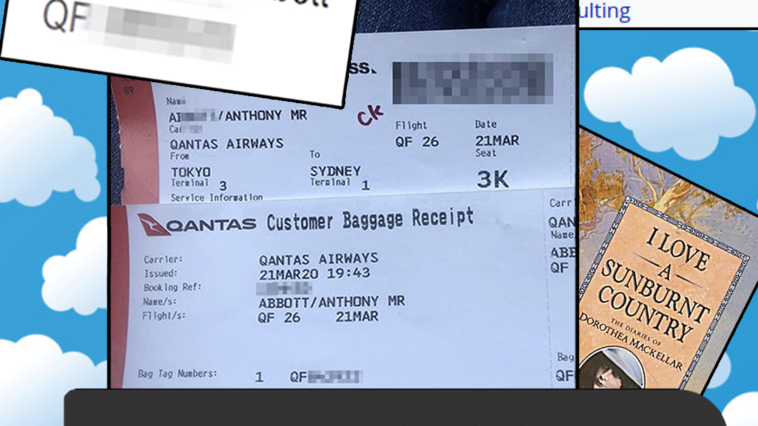 QF
ulting
Name
/ANTHONY MR
QANTAS AIRWAYS
From
To
TOKYO
SYDNEY
Terminal 3
Terminal 1
Service Information
CK
Flight
Date
QF 26
21MAR
Seat
3K
QANTAS Customer Baggage Receipt
Carrier: QANTAS AIRWAYS
Issued: 21MAR20 19:43
Booking Ref:
Name/s: ABBOTT/ANTHONY MR
Flight/s: QF 26 21MAR
Bag Tag Numbers: 1 QF
Carr
QAN
Name
ABB
QF
Bag
QF
I LOVE
A
SUNBURNT
COUNTRY
THE DIARIES OF
DOROTHEA MACKELLAR